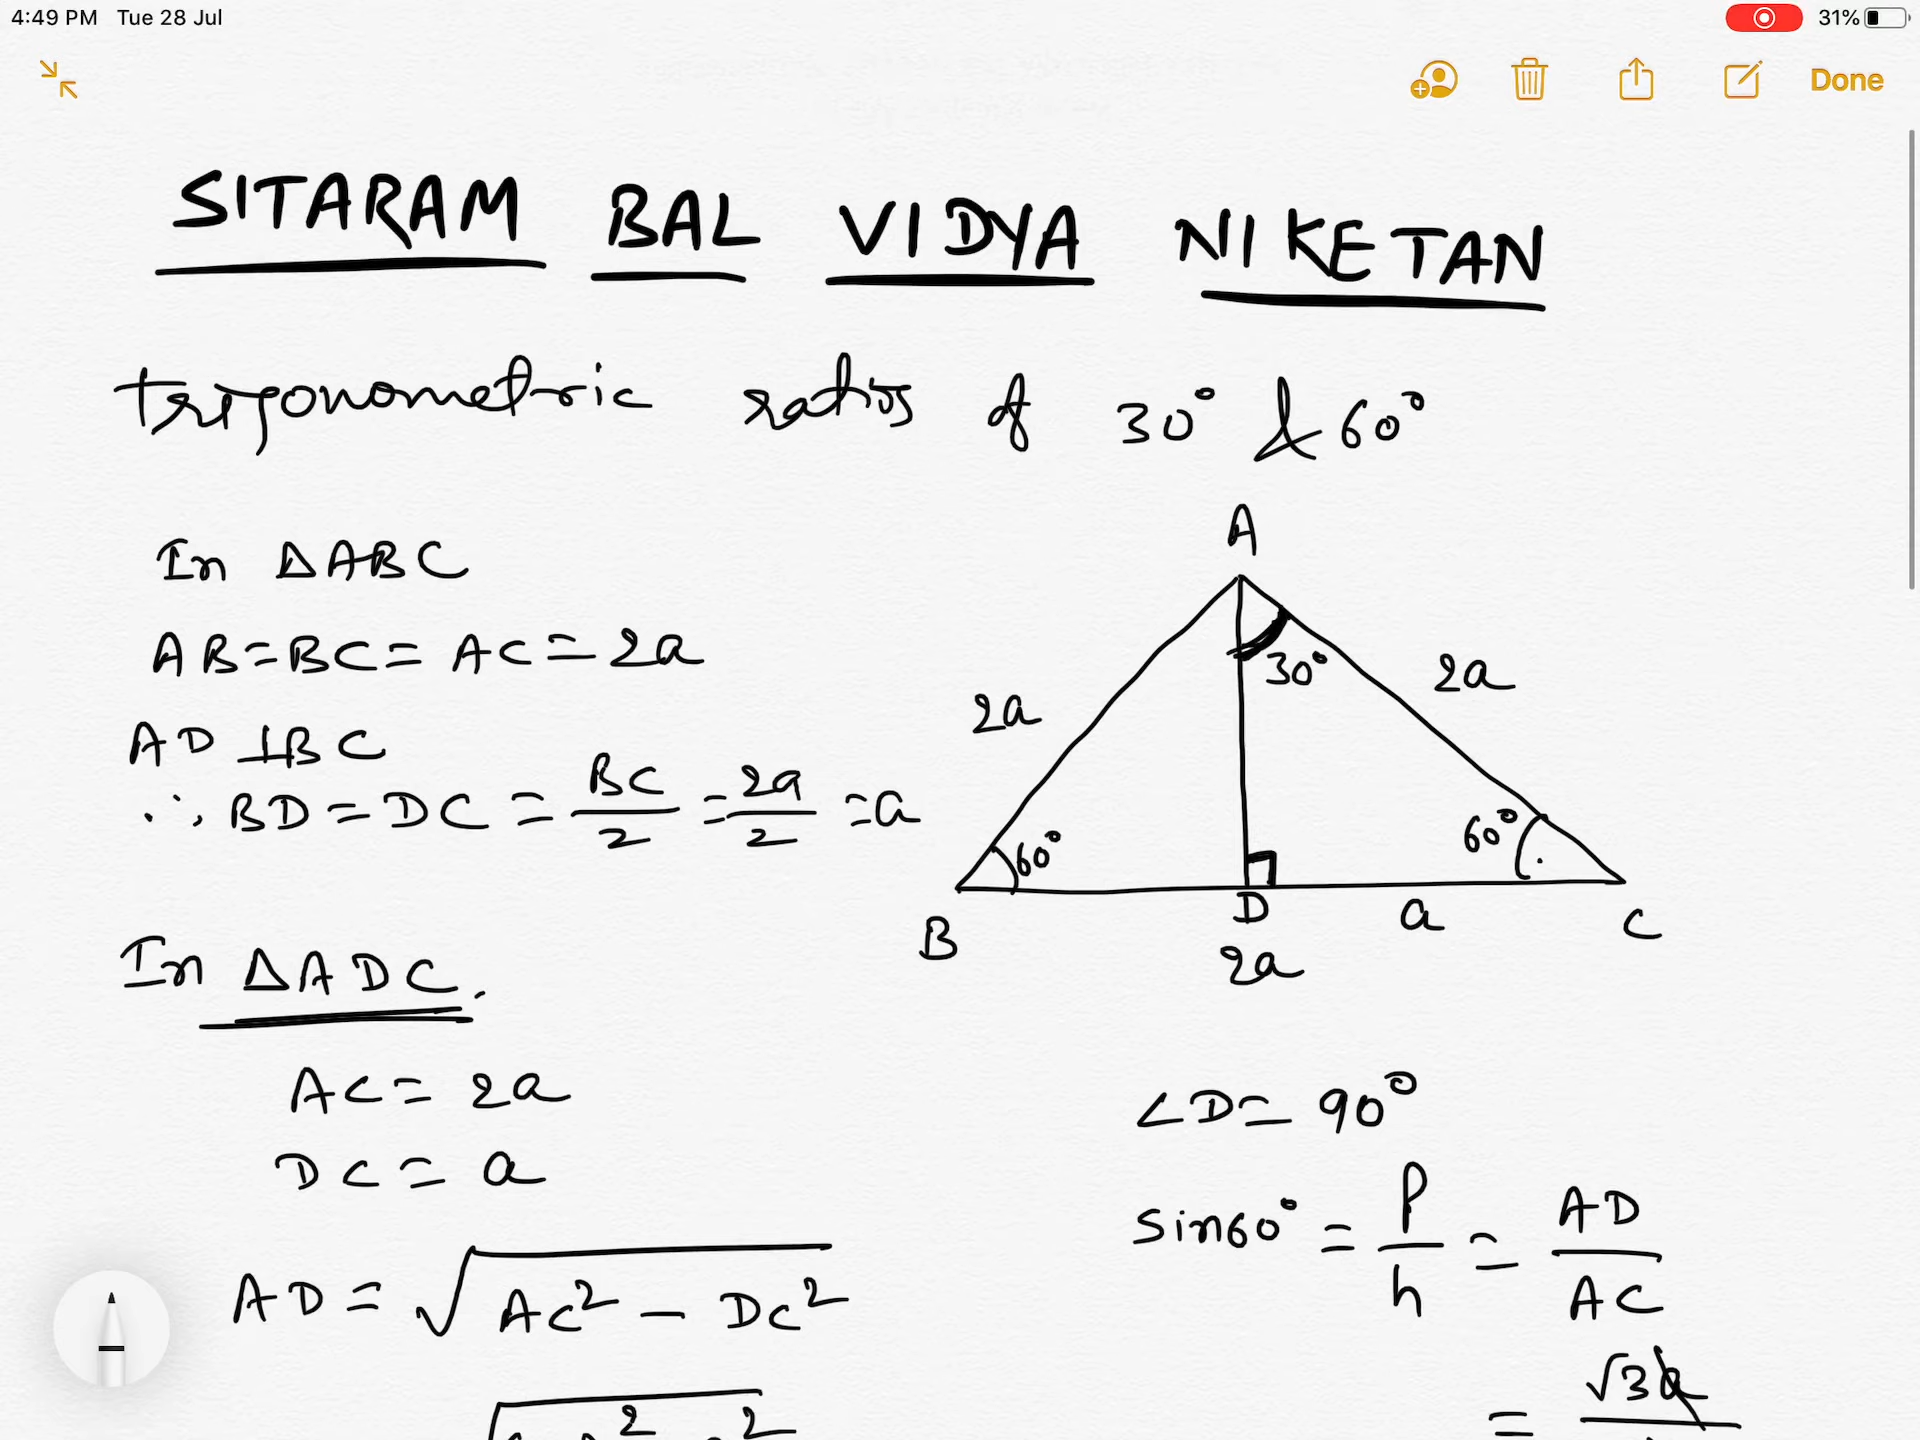 4:49 PM Tue 28 Jul
31%
Done
SITARAM BAL VIDYA NIKETAN
trigonometric ratios of 30° & 60°
In △ABC
AB=BC=AC=2a
AD ⊥BC
∴ BD=DC=BC/2=2a/2=a
A
30°
2a
2a
60°
60°
B
D
a
C
2a
In △ADC.
AC=2a
DC=a
AD=√AC²-DC²
∠D=90°
sin60°=p/h=AD/AC
=√3a